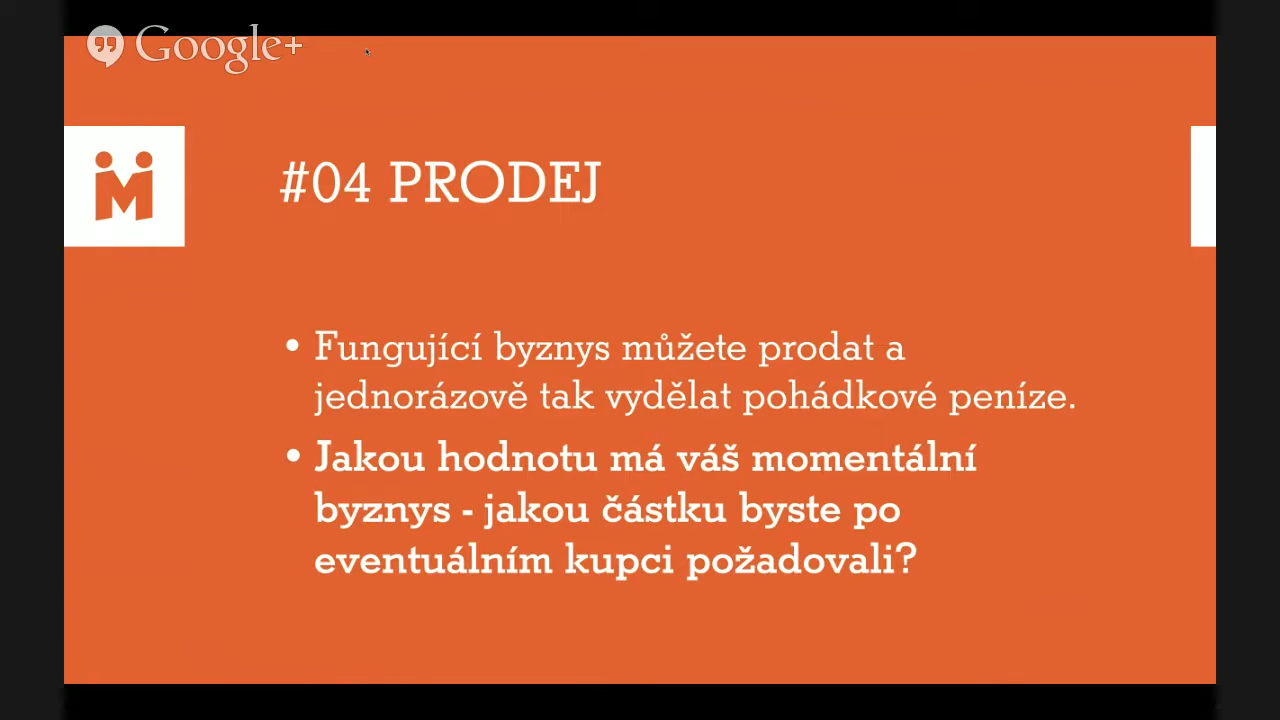 Google+
#04 PRODEJ
• Fungující byznys můžete prodat a
jednorázově tak vydělat pohádkové peníze.
• Jakou hodnotu má váš momentální
byznys - jakou částku byste po
eventuálním kupci požadovali?